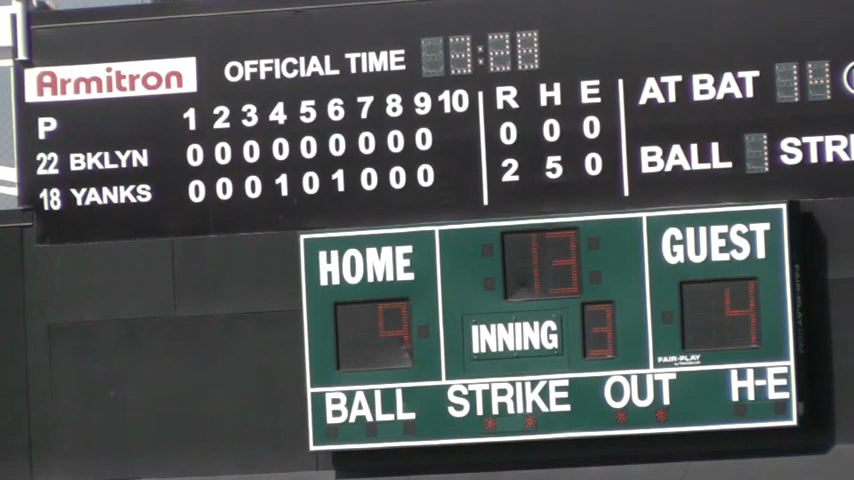 Armitron OFFICIAL TIME
P 1 2 3 4 5 6 7 8 9 10 R H E AT BAT
22 BKLYN 0 0 0 0 0 0 0 0 0 0 0 0 BALL STRI
18 YANKS 0 0 0 1 0 1 0 0 0 2 5 0
HOME 13 GUEST
9 INNING 3 4
FAIR-PLAY
BALL STRIKE OUT H-E